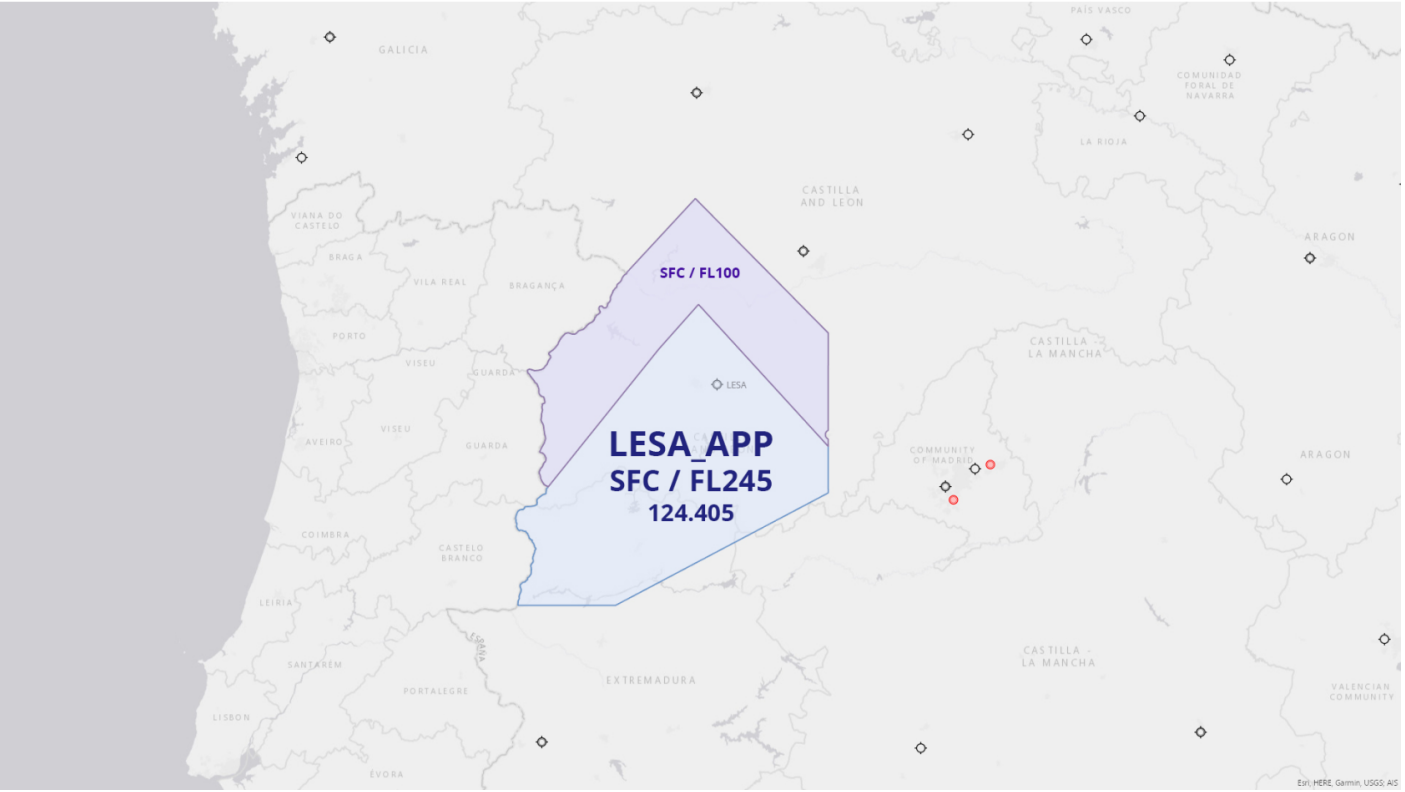 PAÍS VASCO
GALICIA
COMUNIDAD
FORAL DE
NAVARRA
LA RIOJA
CASTILLA
AND LEON
VIANA DO
CASTELO
ARAGON
BRAGA
SFC / FL100
VILA REAL
BRAGANÇA
PORTO
CASTILLA -
LA MANCHA
VISEU
GUARDA
LESA
VISEU
AVEIRO
GUARDA
LESA_APP
SFC / FL245
124.405
COMMUNITY
OF MADRID
ARAGON
COIMBRA
CASTELO
BRANCO
LEIRIA
ESPAÑA
SANTARÉM
CASTILLA -
LA MANCHA
EXTREMADURA
PORTALEGRE
VALENCIAN
COMMUNITY
LISBON
ÉVORA
Esri, HERE, Garmin, USGS; AIS